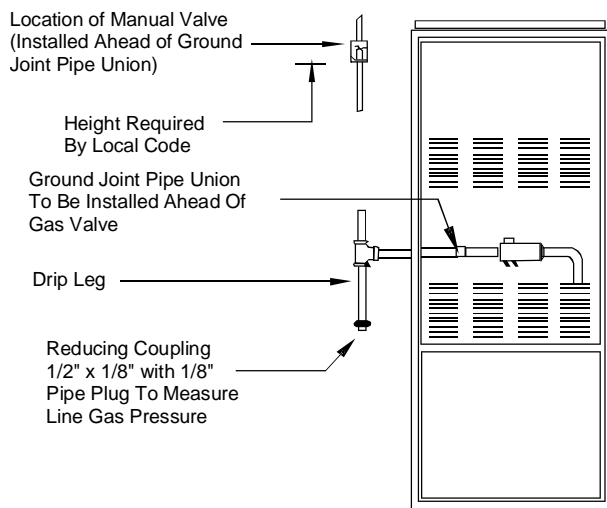 Location of Manual Valve
(Installed Ahead of Ground
Joint Pipe Union)
Height Required
By Local Code
Ground Joint Pipe Union
To Be Installed Ahead Of
Gas Valve
Drip Leg
Reducing Coupling
1/2" x 1/8" with 1/8"
Pipe Plug To Measure
Line Gas Pressure